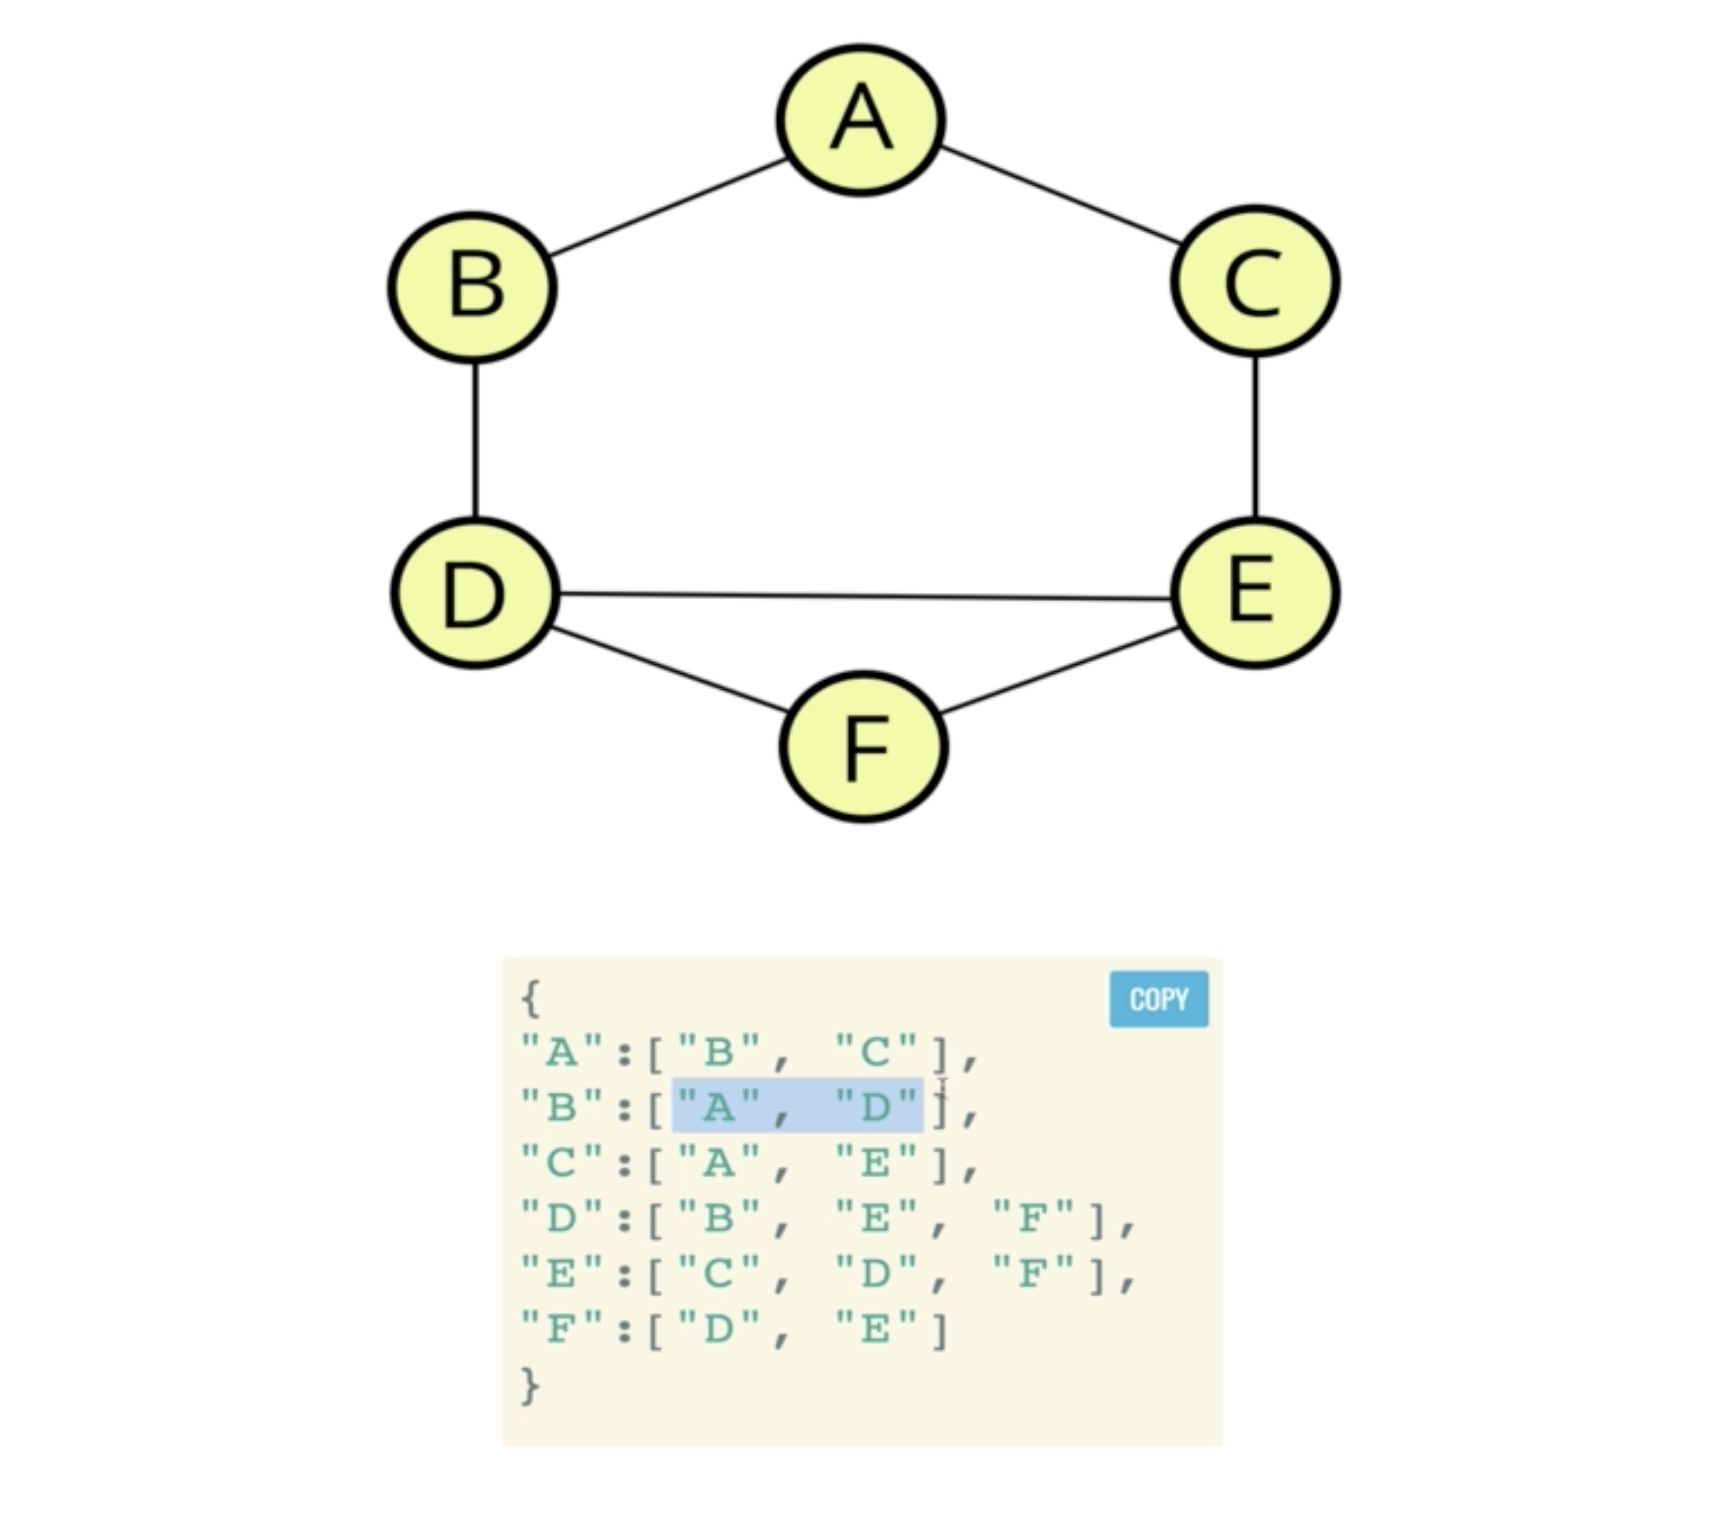 A
B
C
D
E
F
{
COPY
"A":["B", "C"],
"B":["A", "D"],
"C":["A", "E"],
"D":["B", "E", "F"],
"E":["C", "D", "F"],
"F":["D", "E"]
}